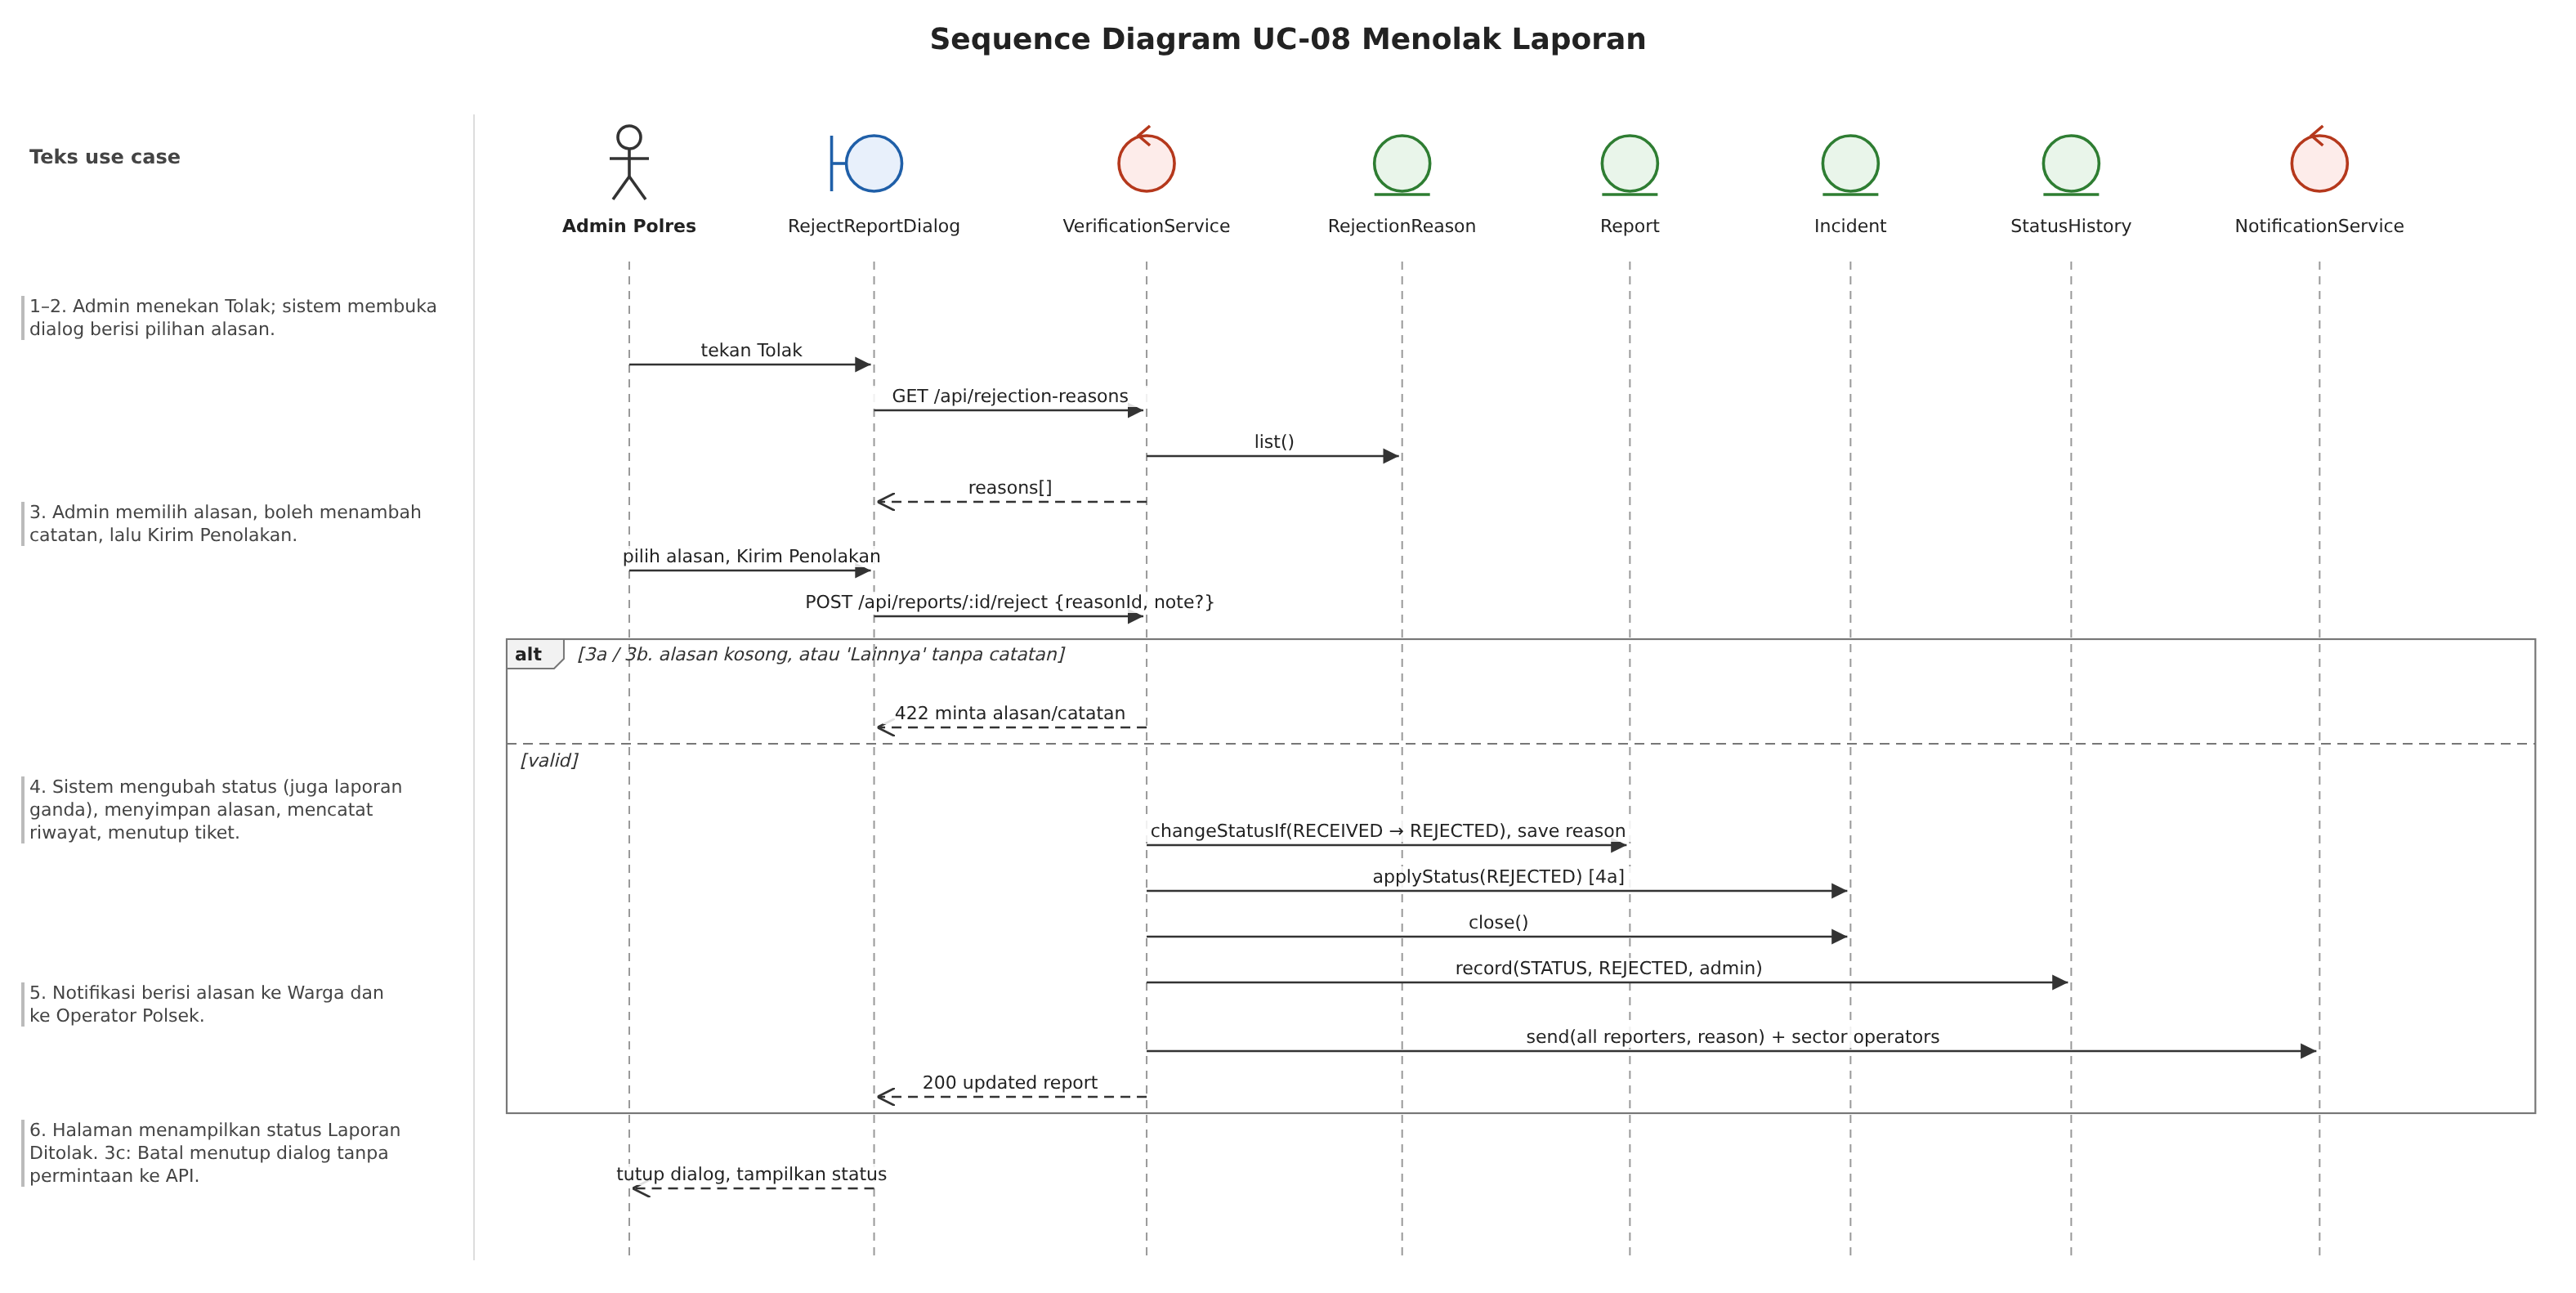 Sequence Diagram UC-08 Menolak Laporan
Teks use case
Admin Polres
RejectReportDialog
VerificationService
RejectionReason
Report
Incident
StatusHistory
NotificationService
1–2. Admin menekan Tolak; sistem membuka
dialog berisi pilihan alasan.
tekan Tolak
GET /api/rejection-reasons
list()
reasons[]
3. Admin memilih alasan, boleh menambah
catatan, lalu Kirim Penolakan.
pilih alasan, Kirim Penolakan
POST /api/reports/:id/reject {reasonId, note?}
alt
[3a / 3b. alasan kosong, atau 'Lainnya' tanpa catatan]
422 minta alasan/catatan
[valid]
4. Sistem mengubah status (juga laporan
ganda), menyimpan alasan, mencatat
riwayat, menutup tiket.
changeStatusIf(RECEIVED → REJECTED), save reason
applyStatus(REJECTED) [4a]
close()
record(STATUS, REJECTED, admin)
5. Notifikasi berisi alasan ke Warga dan
ke Operator Polsek.
send(all reporters, reason) + sector operators
200 updated report
6. Halaman menampilkan status Laporan
Ditolak. 3c: Batal menutup dialog tanpa
permintaan ke API.
tutup dialog, tampilkan status